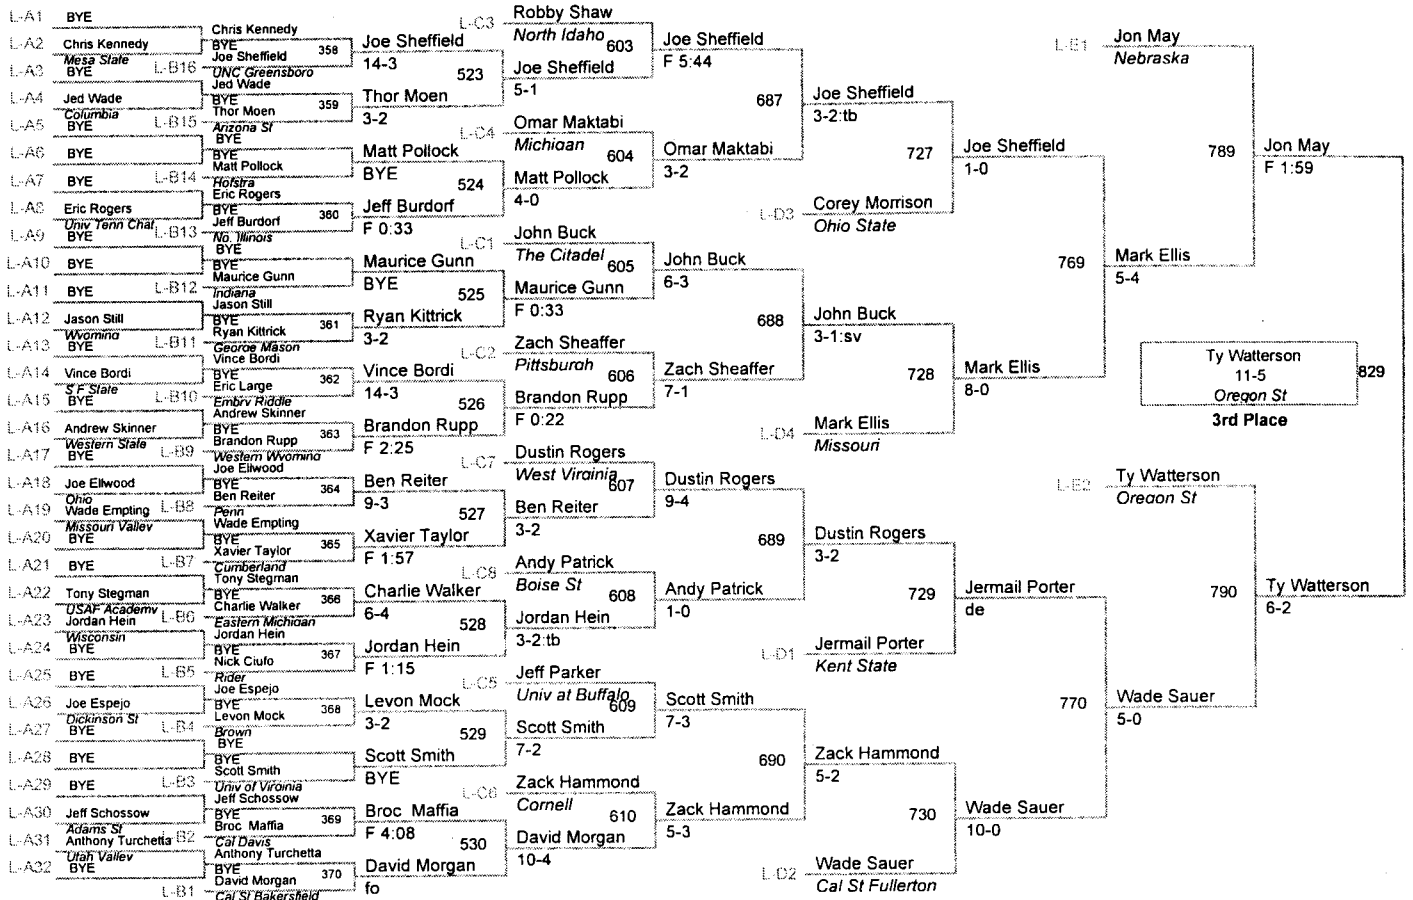 L-A1 BYE
Chris Kennedy
L-A2 Chris Kennedy
Mesa State
BYE
Joe Sheffield
358
L-A3 BYE
L-B16 UNC Greensboro
Jed Wade
L-A4 Jed Wade
Columbia
BYE
Thor Moen
359
L-A5 BYE
L-B15 Arizona St
BYE
L-A6 BYE
BYE
Matt Pollock
L-A7 BYE
L-B14 Hofstra
Eric Rogers
L-A8 Eric Rogers
Univ Tenn Chat
BYE
Jeff Burdorf
360
L-A9 BYE
L-B13 No. Illinois
BYE
L-A10 BYE
BYE
Maurice Gunn
L-A11 BYE
L-B12 Indiana
Jason Still
L-A12 Jason Still
Wyoming
BYE
Ryan Kittrick
361
L-A13 BYE
L-B11 George Mason
Vince Bordi
L-A14 Vince Bordi
S F State
BYE
Eric Large
362
L-A15 BYE
L-B10 Embry Riddle
Andrew Skinner
L-A16 Andrew Skinner
Western State
BYE
Brandon Rupp
363
L-A17 BYE
L-B9 Western Wyoming
Joe Ellwood
L-A18 Joe Ellwood
Ohio
BYE
Ben Reiter
364
L-A19 Wade Empting
Missouri Valley
L-B8 Penn
Wade Empting
L-A20 BYE
BYE
Xavier Taylor
365
L-A21 BYE
L-B7 Cumberland
Tony Stegman
L-A22 Tony Stegman
USAF Academy
BYE
Charlie Walker
366
L-A23 Jordan Hein
Wisconsin
L-B6 Eastern Michigan
Jordan Hein
L-A24 BYE
BYE
Nick Ciufo
367
L-A25 BYE
L-B5 Rider
Joe Espejo
L-A26 Joe Espejo
Dickinson St
BYE
Levon Mock
368
L-A27 BYE
L-B4 Brown
BYE
L-A28 BYE
BYE
Scott Smith
L-A29 BYE
L-B3 Univ of Virginia
Jeff Schossow
L-A30 Jeff Schossow
Adams St
BYE
Broc Maffia
369
L-A31 Anthony Turchetta
Utah Valley
B2 Cal Davis
Anthony Turchetta
L-A32 BYE
BYE
David Morgan
370
L-B1 Cal St Bakersfield
Joe Sheffield
14-3
523
Thor Moen
3-2
Matt Pollock
BYE
524
Jeff Burdorf
F 0:33
Maurice Gunn
BYE
525
Ryan Kittrick
3-2
Vince Bordi
14-3
526
Brandon Rupp
F 2:25
Ben Reiter
9-3
527
Xavier Taylor
F 1:57
Charlie Walker
6-4
528
Jordan Hein
F 1:15
Levon Mock
3-2
529
Scott Smith
BYE
Broc Maffia
F 4:08
530
David Morgan
fo
L-C3 Robby Shaw
North Idaho
603
Joe Sheffield
5-1
L-C4 Omar Maktabi
Michigan
604
Matt Pollock
4-0
L-C1 John Buck
The Citadel
605
Maurice Gunn
F 0:33
L-C2 Zach Sheaffer
Pittsburgh
606
Brandon Rupp
F 0:22
L-C7 Dustin Rogers
West Virginia
607
Ben Reiter
3-2
L-C8 Andy Patrick
Boise St
608
Jordan Hein
3-2:tb
L-C5 Jeff Parker
Univ at Buffalo
609
Scott Smith
7-2
L-C6 Zack Hammond
Cornell
610
David Morgan
10-4
Joe Sheffield
F 5:44
687
Omar Maktabi
3-2
John Buck
6-3
688
Zach Sheaffer
7-1
Dustin Rogers
9-4
689
Andy Patrick
1-0
Scott Smith
7-3
690
Zack Hammond
5-3
Joe Sheffield
3-2:tb
727
L-D3 Corey Morrison
Ohio State
John Buck
3-1:sv
728
L-D4 Mark Ellis
Missouri
Dustin Rogers
3-2
729
L-D1 Jermail Porter
Kent State
Zack Hammond
5-2
730
L-D2 Wade Sauer
Cal St Fullerton
Joe Sheffield
1-0
769
Mark Ellis
8-0
Jermail Porter
de
770
Wade Sauer
10-0
L-E1 Jon May
Nebraska
789
Mark Ellis
5-4
L-E2 Ty Watterson
Oregon St
790
Wade Sauer
5-0
Jon May
F 1:59
Ty Watterson
11-5
Oregon St
829
3rd Place
Ty Watterson
6-2